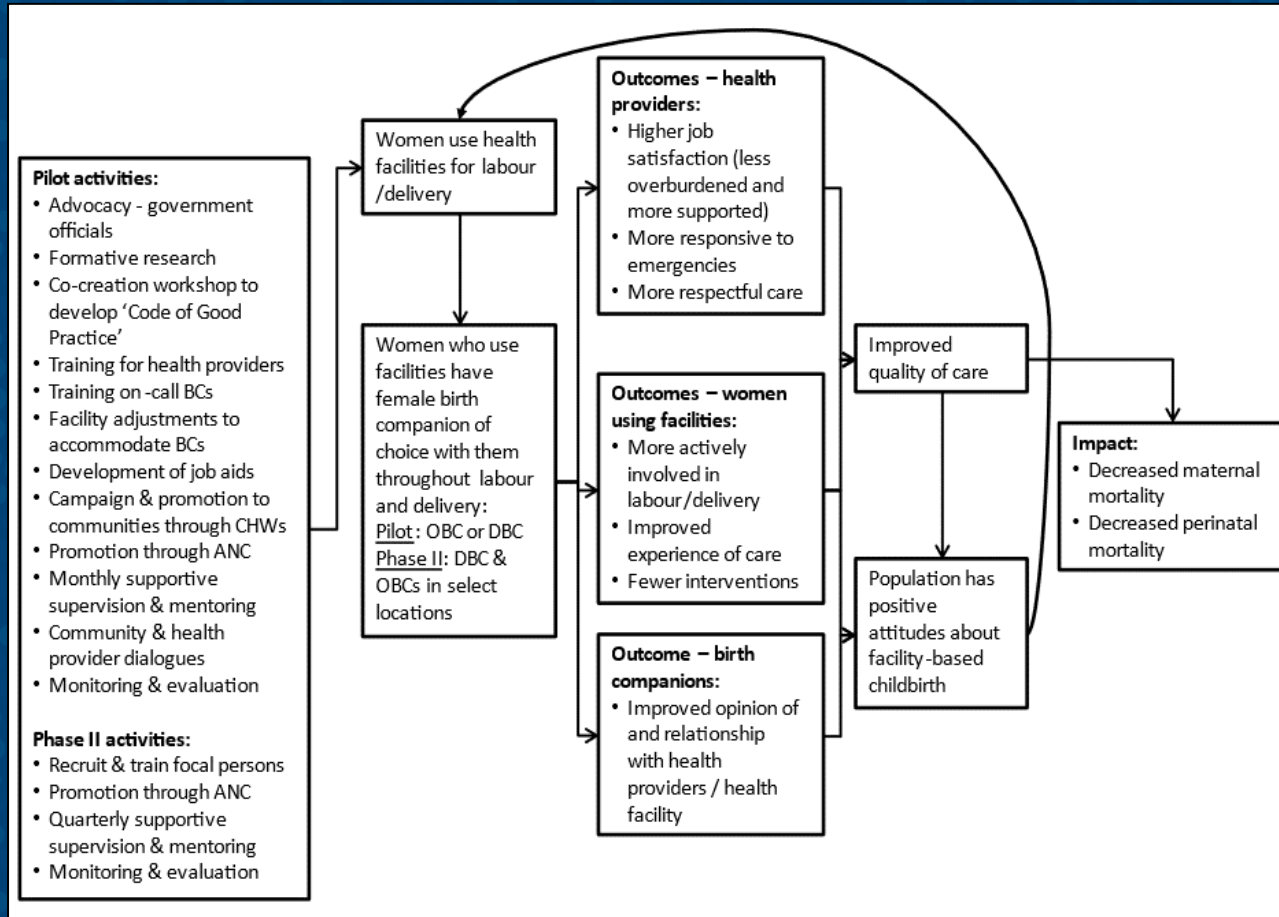 Pilot activities:
• Advocacy - government
officials
• Formative research
• Co-creation workshop to
develop ‘Code of Good
Practice’
• Training for health providers
• Training on -call BCs
• Facility adjustments to
accommodate BCs
• Development of job aids
• Campaign & promotion to
communities through CHWs
• Promotion through ANC
• Monthly supportive
supervision & mentoring
• Community & health
provider dialogues
• Monitoring & evaluation
Phase II activities:
• Recruit & train focal persons
• Promotion through ANC
• Quarterly supportive
supervision & mentoring
• Monitoring & evaluation
Women use health
facilities for labour
/delivery
Women who use
facilities have
female birth
companion of
choice with them
throughout labour
and delivery:
Pilot: OBC or DBC
Phase II: DBC &
OBCs in select
locations
Outcomes – health
providers:
• Higher job
satisfaction (less
overburdened and
more supported)
• More responsive to
emergencies
• More respectful care
Outcomes – women
using facilities:
• More actively
involved in
labour/delivery
• Improved
experience of care
• Fewer interventions
Outcome – birth
companions:
• Improved opinion of
and relationship
with health
providers / health
facility
Improved
quality of care
Population has
positive
attitudes about
facility-based
childbirth
Impact:
• Decreased maternal
mortality
• Decreased perinatal
mortality